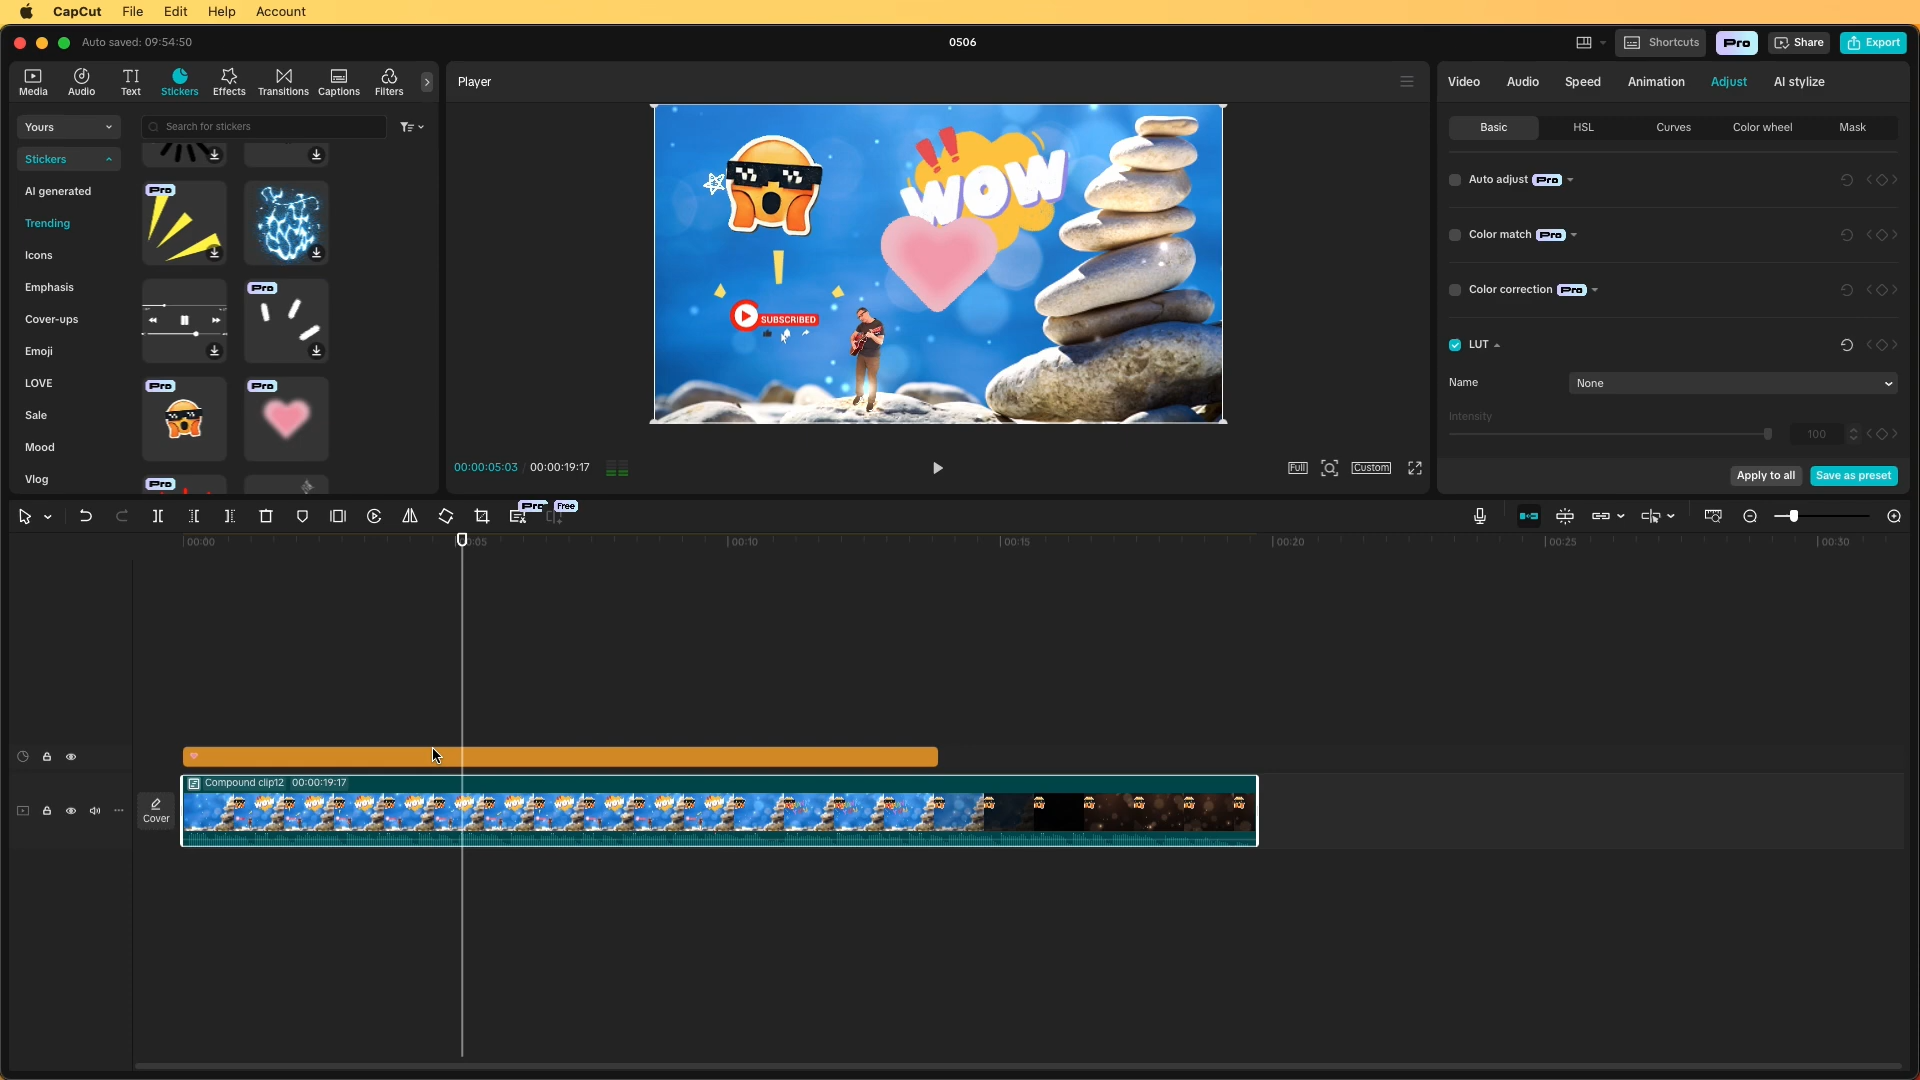 CapCut File Edit Help Account
Auto saved: 09:54:50
0506
Shortcuts Pro Share Export
Media Audio Text Stickers Effects Transitions Captions Filters
Player
Video Audio Speed Animation Adjust AI stylize
Yours
Search for stickers
Stickers
AI generated
Trending
Icons
Emphasis
Cover-ups
Emoji
LOVE
Sale
Mood
Vlog
Pro
Pro
Pro
Pro
Pro
WOW
SUBSCRIBED
00:00:05:03 / 00:00:19:17
Full Custom
Basic HSL Curves Color wheel Mask
Auto adjust Pro
Color match Pro
Color correction Pro
LUT
Name None
Intensity 100
Apply to all Save as preset
Pro Free
00:00 00:10 00:15 00:20 00:25 00:30
Compound clip12 00:00:19:17
Cover